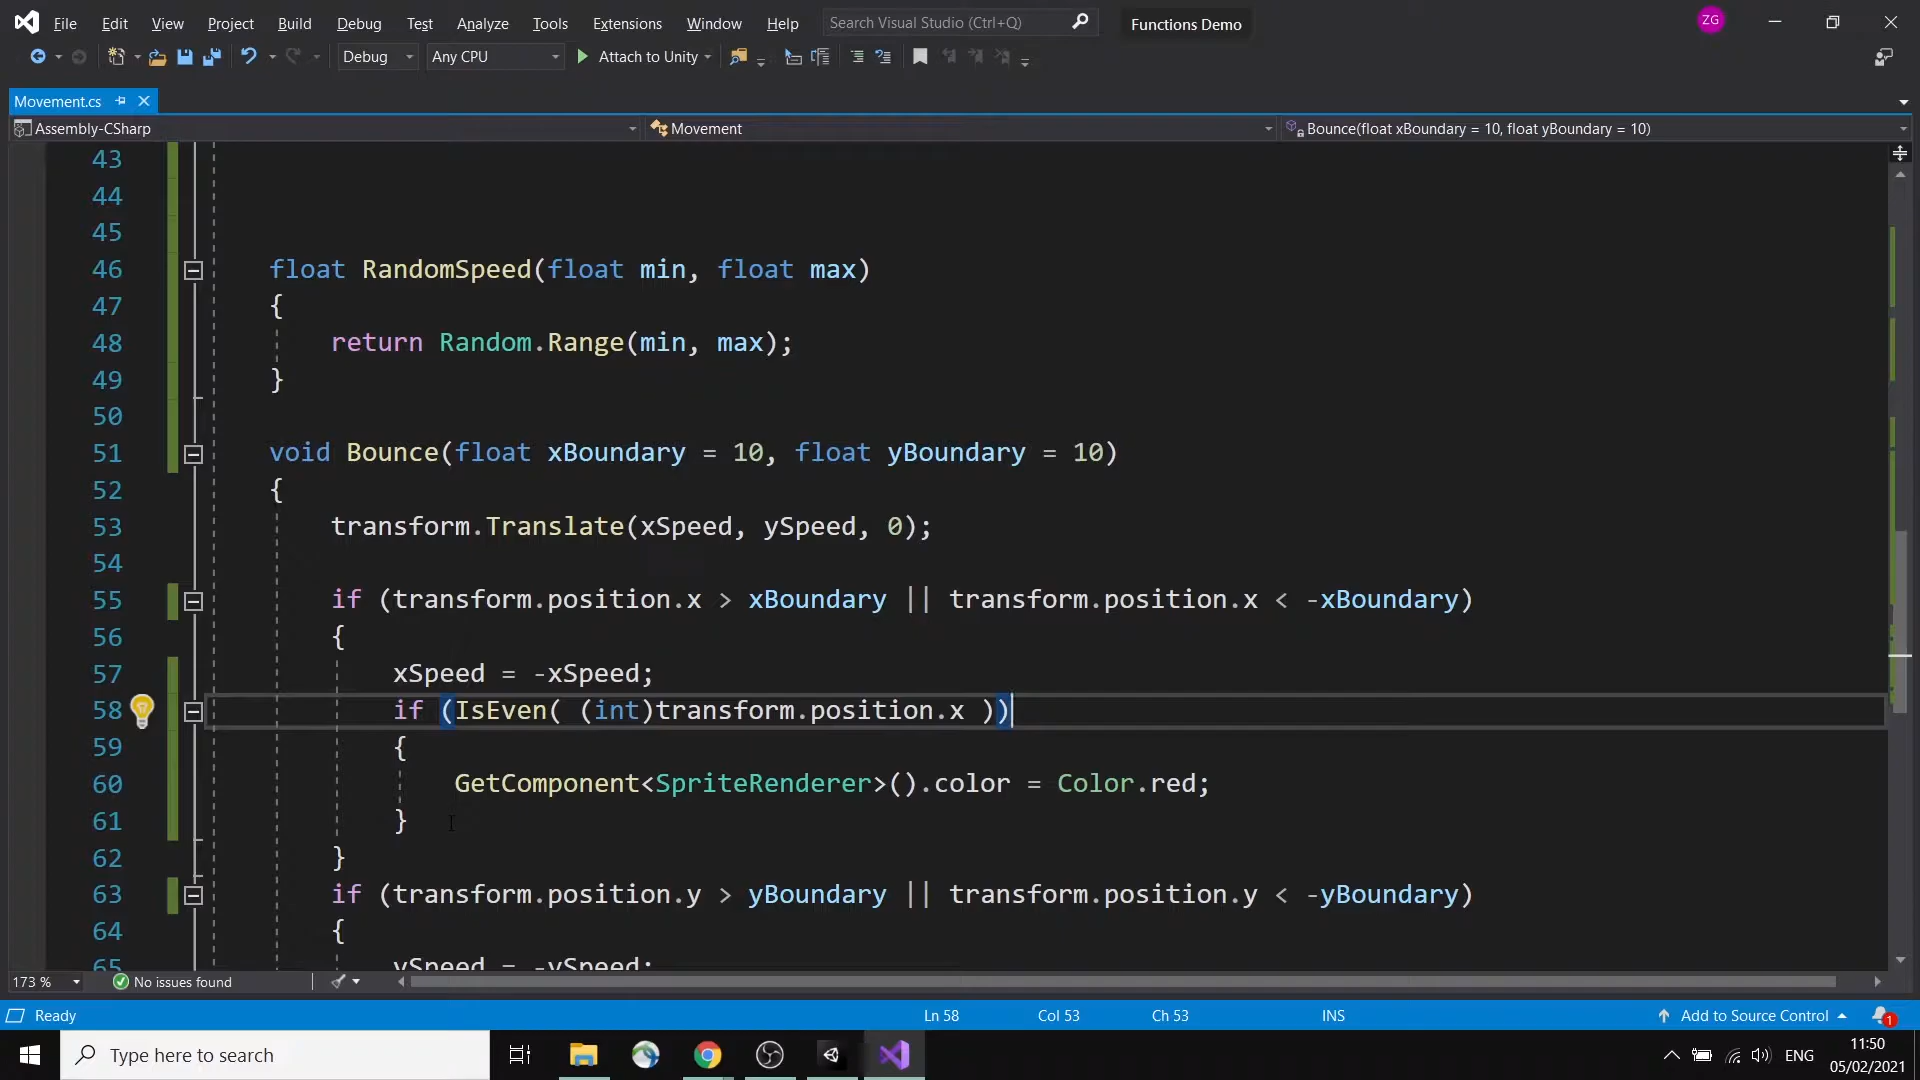 File Edit View Project Build Debug Test Analyze Tools Extensions Window Help Search Visual Studio (Ctrl+Q) Functions Demo ZG
Debug Any CPU Attach to Unity
Movement.cs
Assembly-CSharp Movement Bounce(float xBoundary = 10, float yBoundary = 10)
43
44
45
46 float RandomSpeed(float min, float max)
47 {
48 return Random.Range(min, max);
49 }
50
51 void Bounce(float xBoundary = 10, float yBoundary = 10)
52 {
53 transform.Translate(xSpeed, ySpeed, 0);
54
55 if (transform.position.x > xBoundary || transform.position.x < -xBoundary)
56 {
57 xSpeed = -xSpeed;
58 if (IsEven( (int)transform.position.x ))
59 {
60 GetComponent<SpriteRenderer>().color = Color.red;
61 }
62 }
63 if (transform.position.y > yBoundary || transform.position.y < -yBoundary)
64 {
65 ySpeed = -ySpeed;
173 % No issues found
Ready Ln 58 Col 53 Ch 53 INS Add to Source Control 1
Type here to search ENG 11:50
05/02/2021